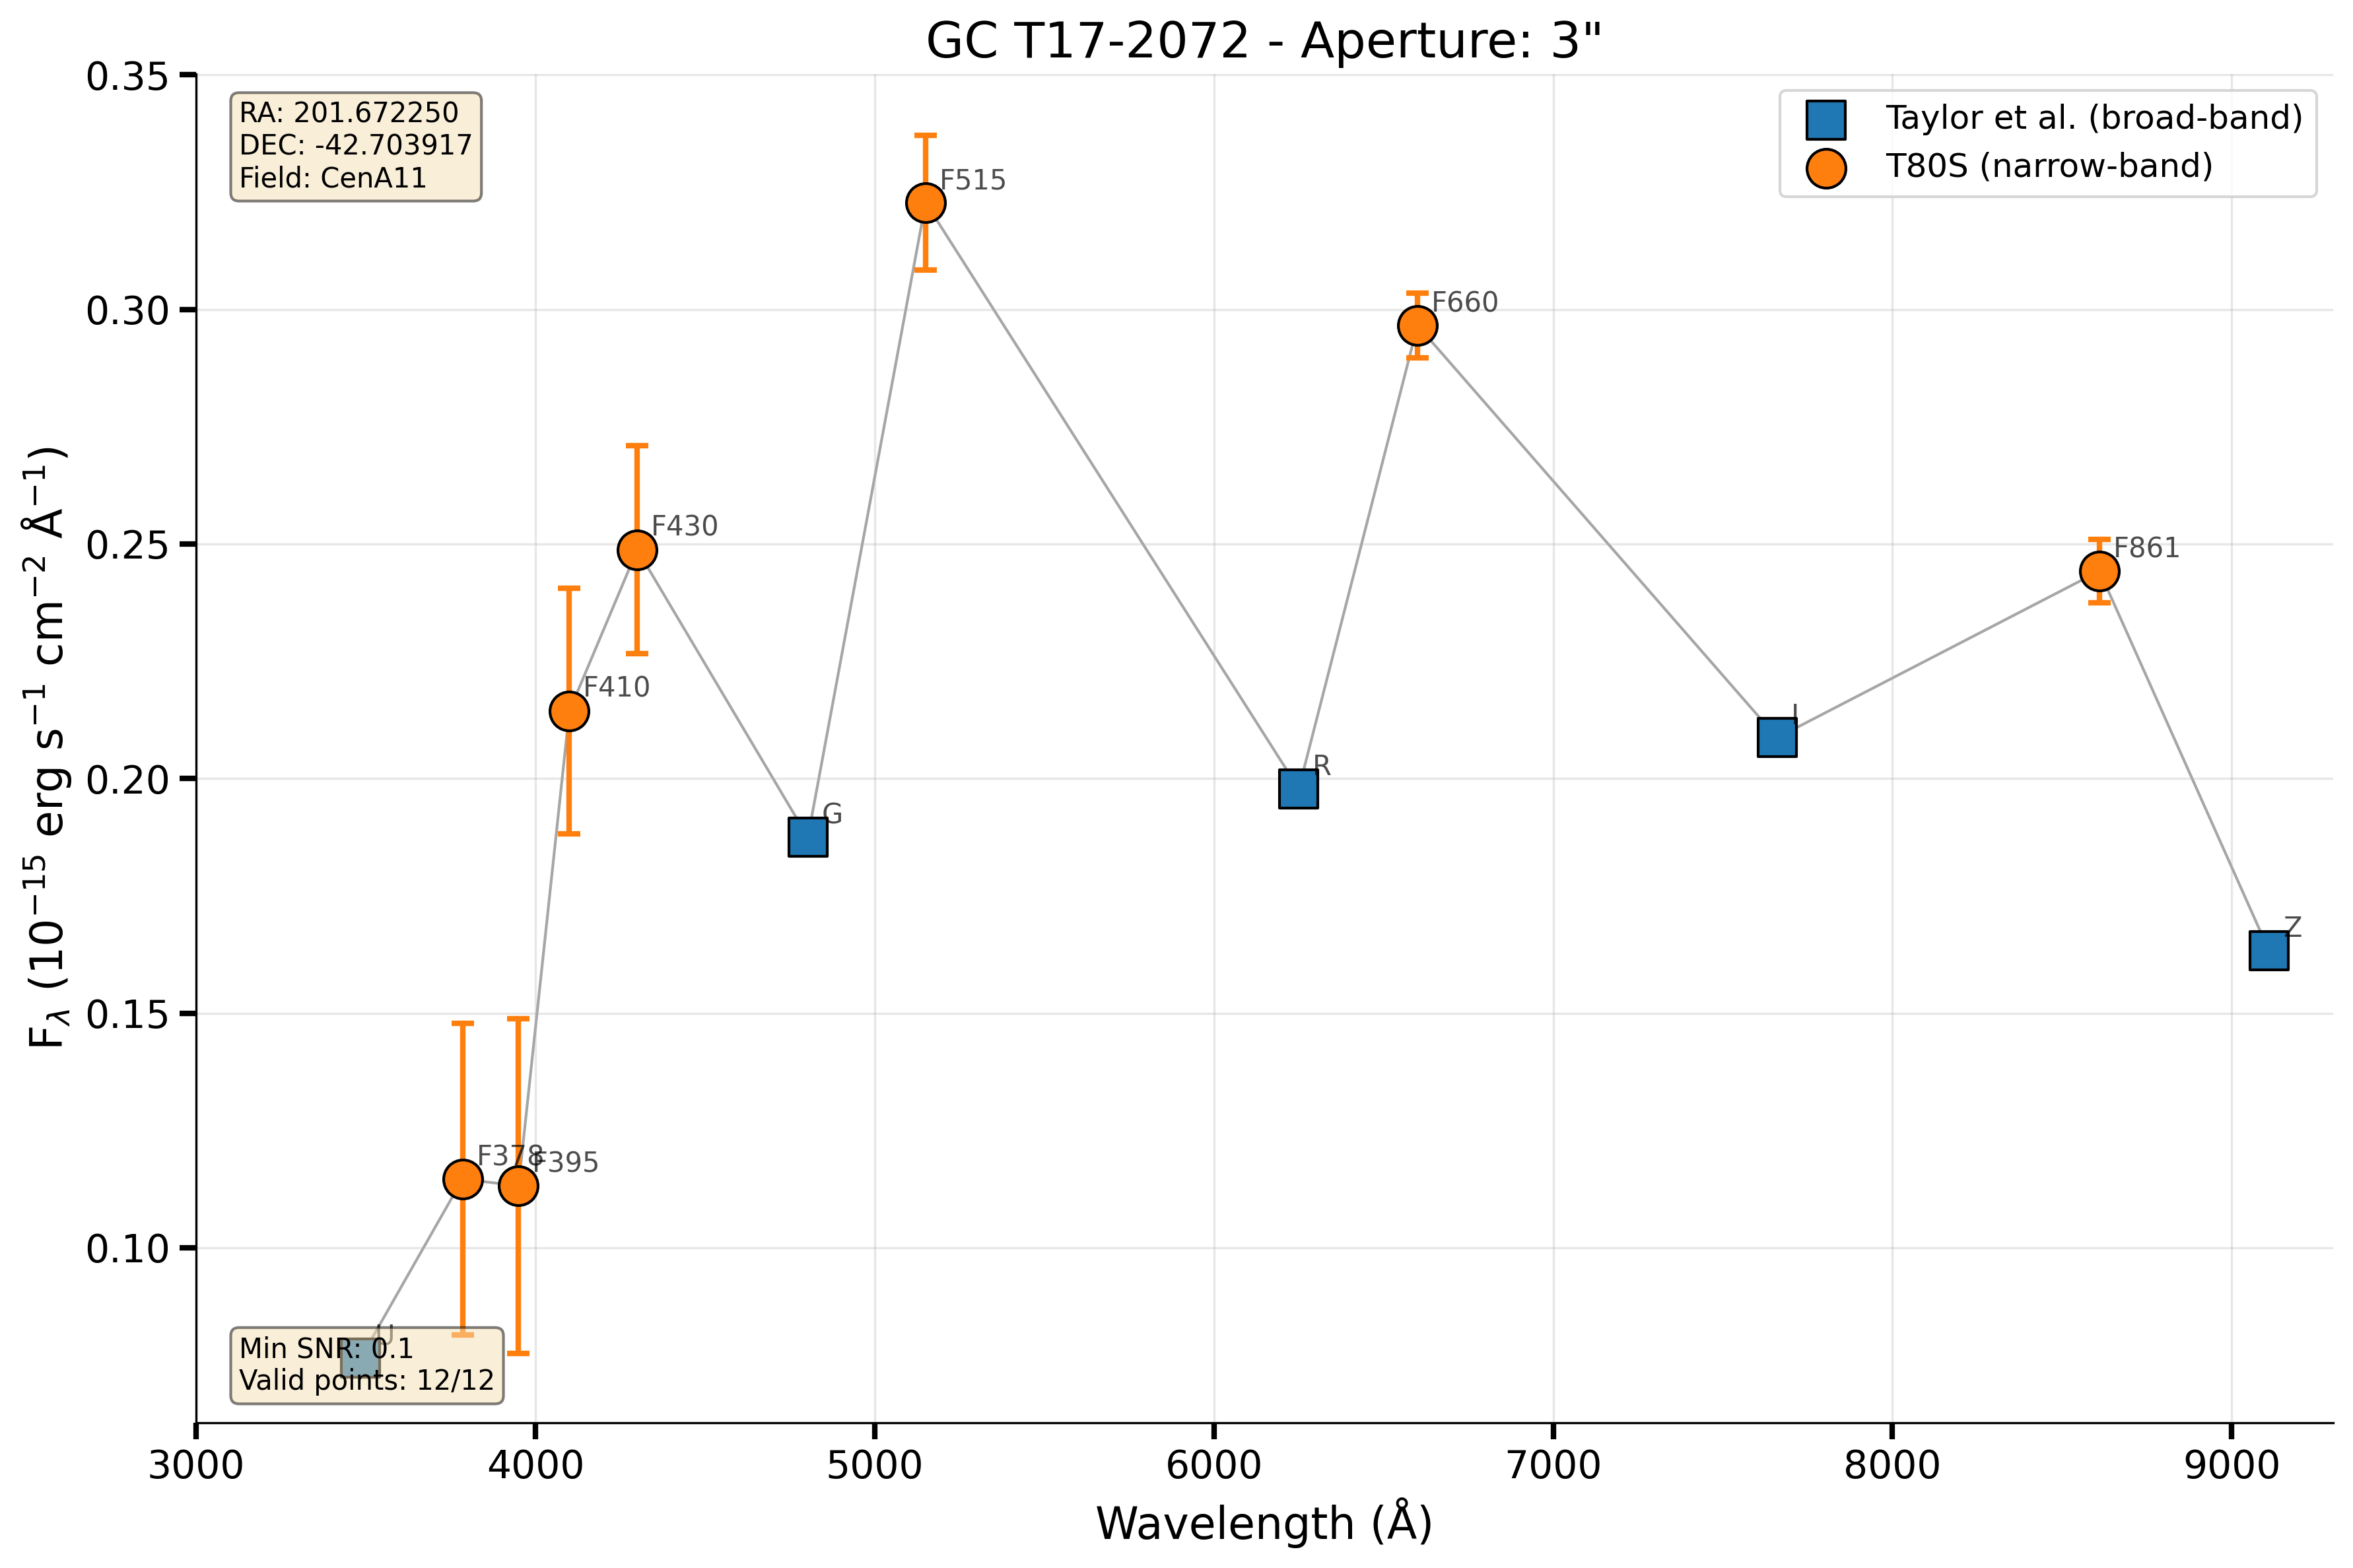 GC T17-2072 - Aperture: 3"
RA: 201.672250
DEC: -42.703917
Field: CenA11
Taylor et al. (broad-band)
T80S (narrow-band)
F515
F660
F430
F861
F410
I
R
G
Z
F378
F395
U
Min SNR: 0.1
Valid points: 12/12
0.35
0.30
0.25
0.20
0.15
0.10
F_λ (10⁻¹⁵ erg s⁻¹ cm⁻² Å⁻¹)
3000 4000 5000 6000 7000 8000 9000
Wavelength (Å)